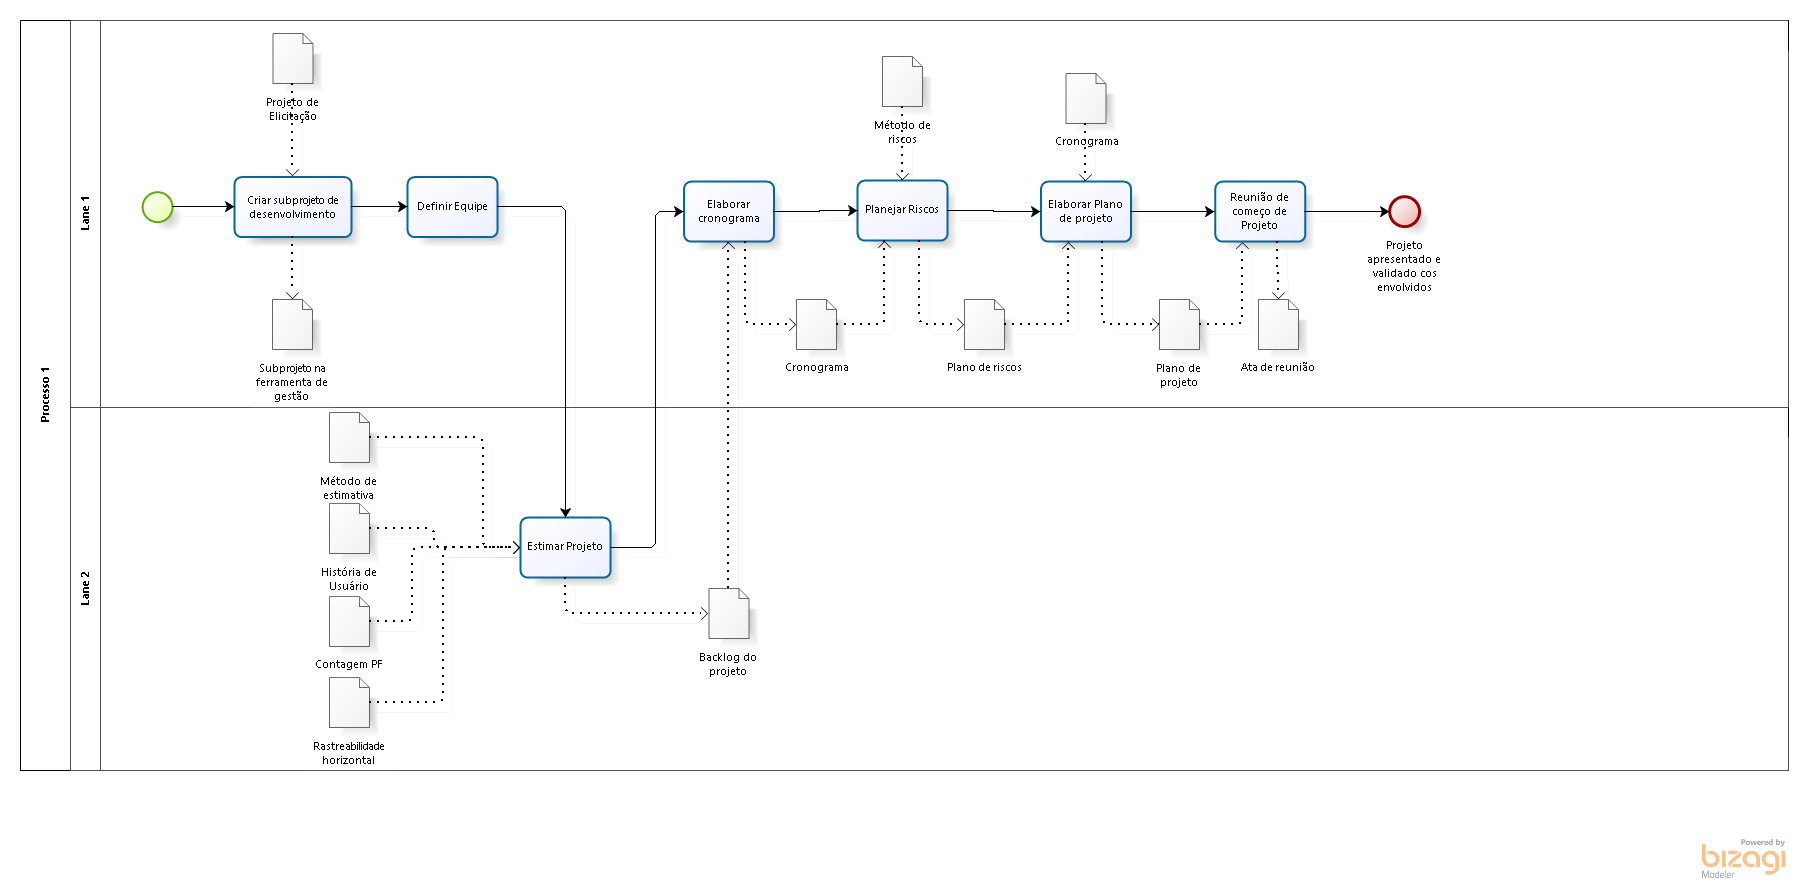 Processo 1
Lane 1
Projeto de
Elicitação
Criar subprojeto de
desenvolvimento
Subprojeto na
ferramenta de
gestão
Definir Equipe
Elaborar
cronograma
Cronograma
Método de
riscos
Planejar Riscos
Plano de riscos
Cronograma
Elaborar Plano
de projeto
Plano de
projeto
Reunião de
começo de
Projeto
Ata de reunião
Projeto
apresentado e
validado cos
envolvidos
Lane 2
Método de
estimativa
História de
Usuário
Contagem PF
Rastreabilidade
horizontal
Estimar Projeto
Backlog do
projeto
Powered by
bizagi
Modeler